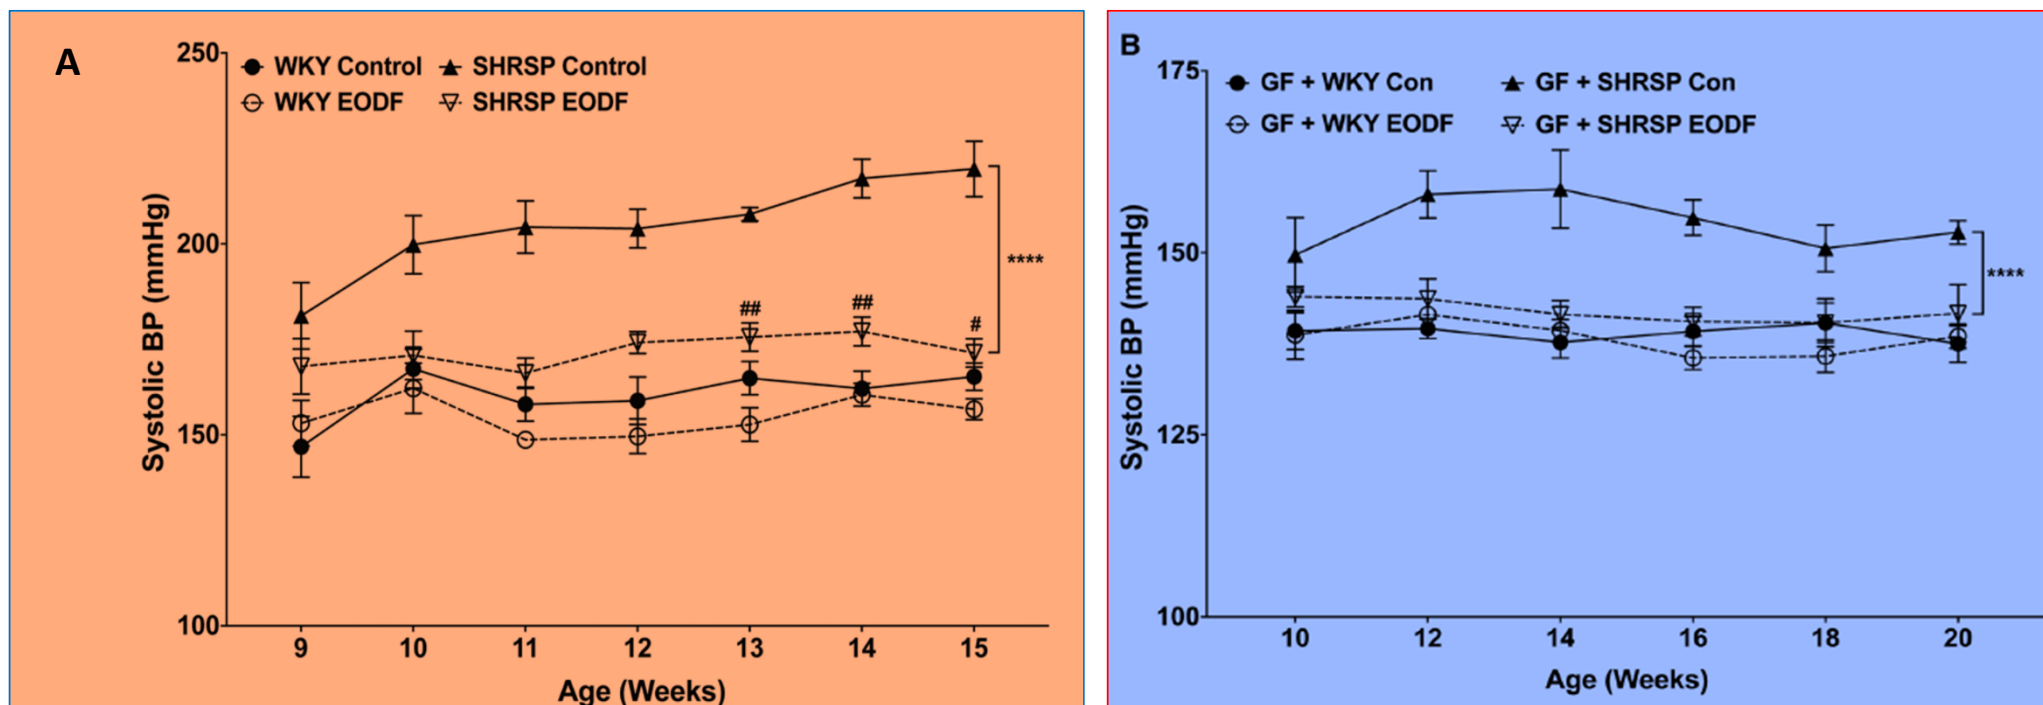 A
250
WKY Control SHRSP Control
WKY EODF SHRSP EODF
200
****
## ## #
150
100
9 10 11 12 13 14 15
Systolic BP (mmHg)
Age (Weeks)
B
175
GF + WKY Con GF + SHRSP Con
GF + WKY EODF GF + SHRSP EODF
150
****
125
100
10 12 14 16 18 20
Systolic BP (mmHg)
Age (Weeks)